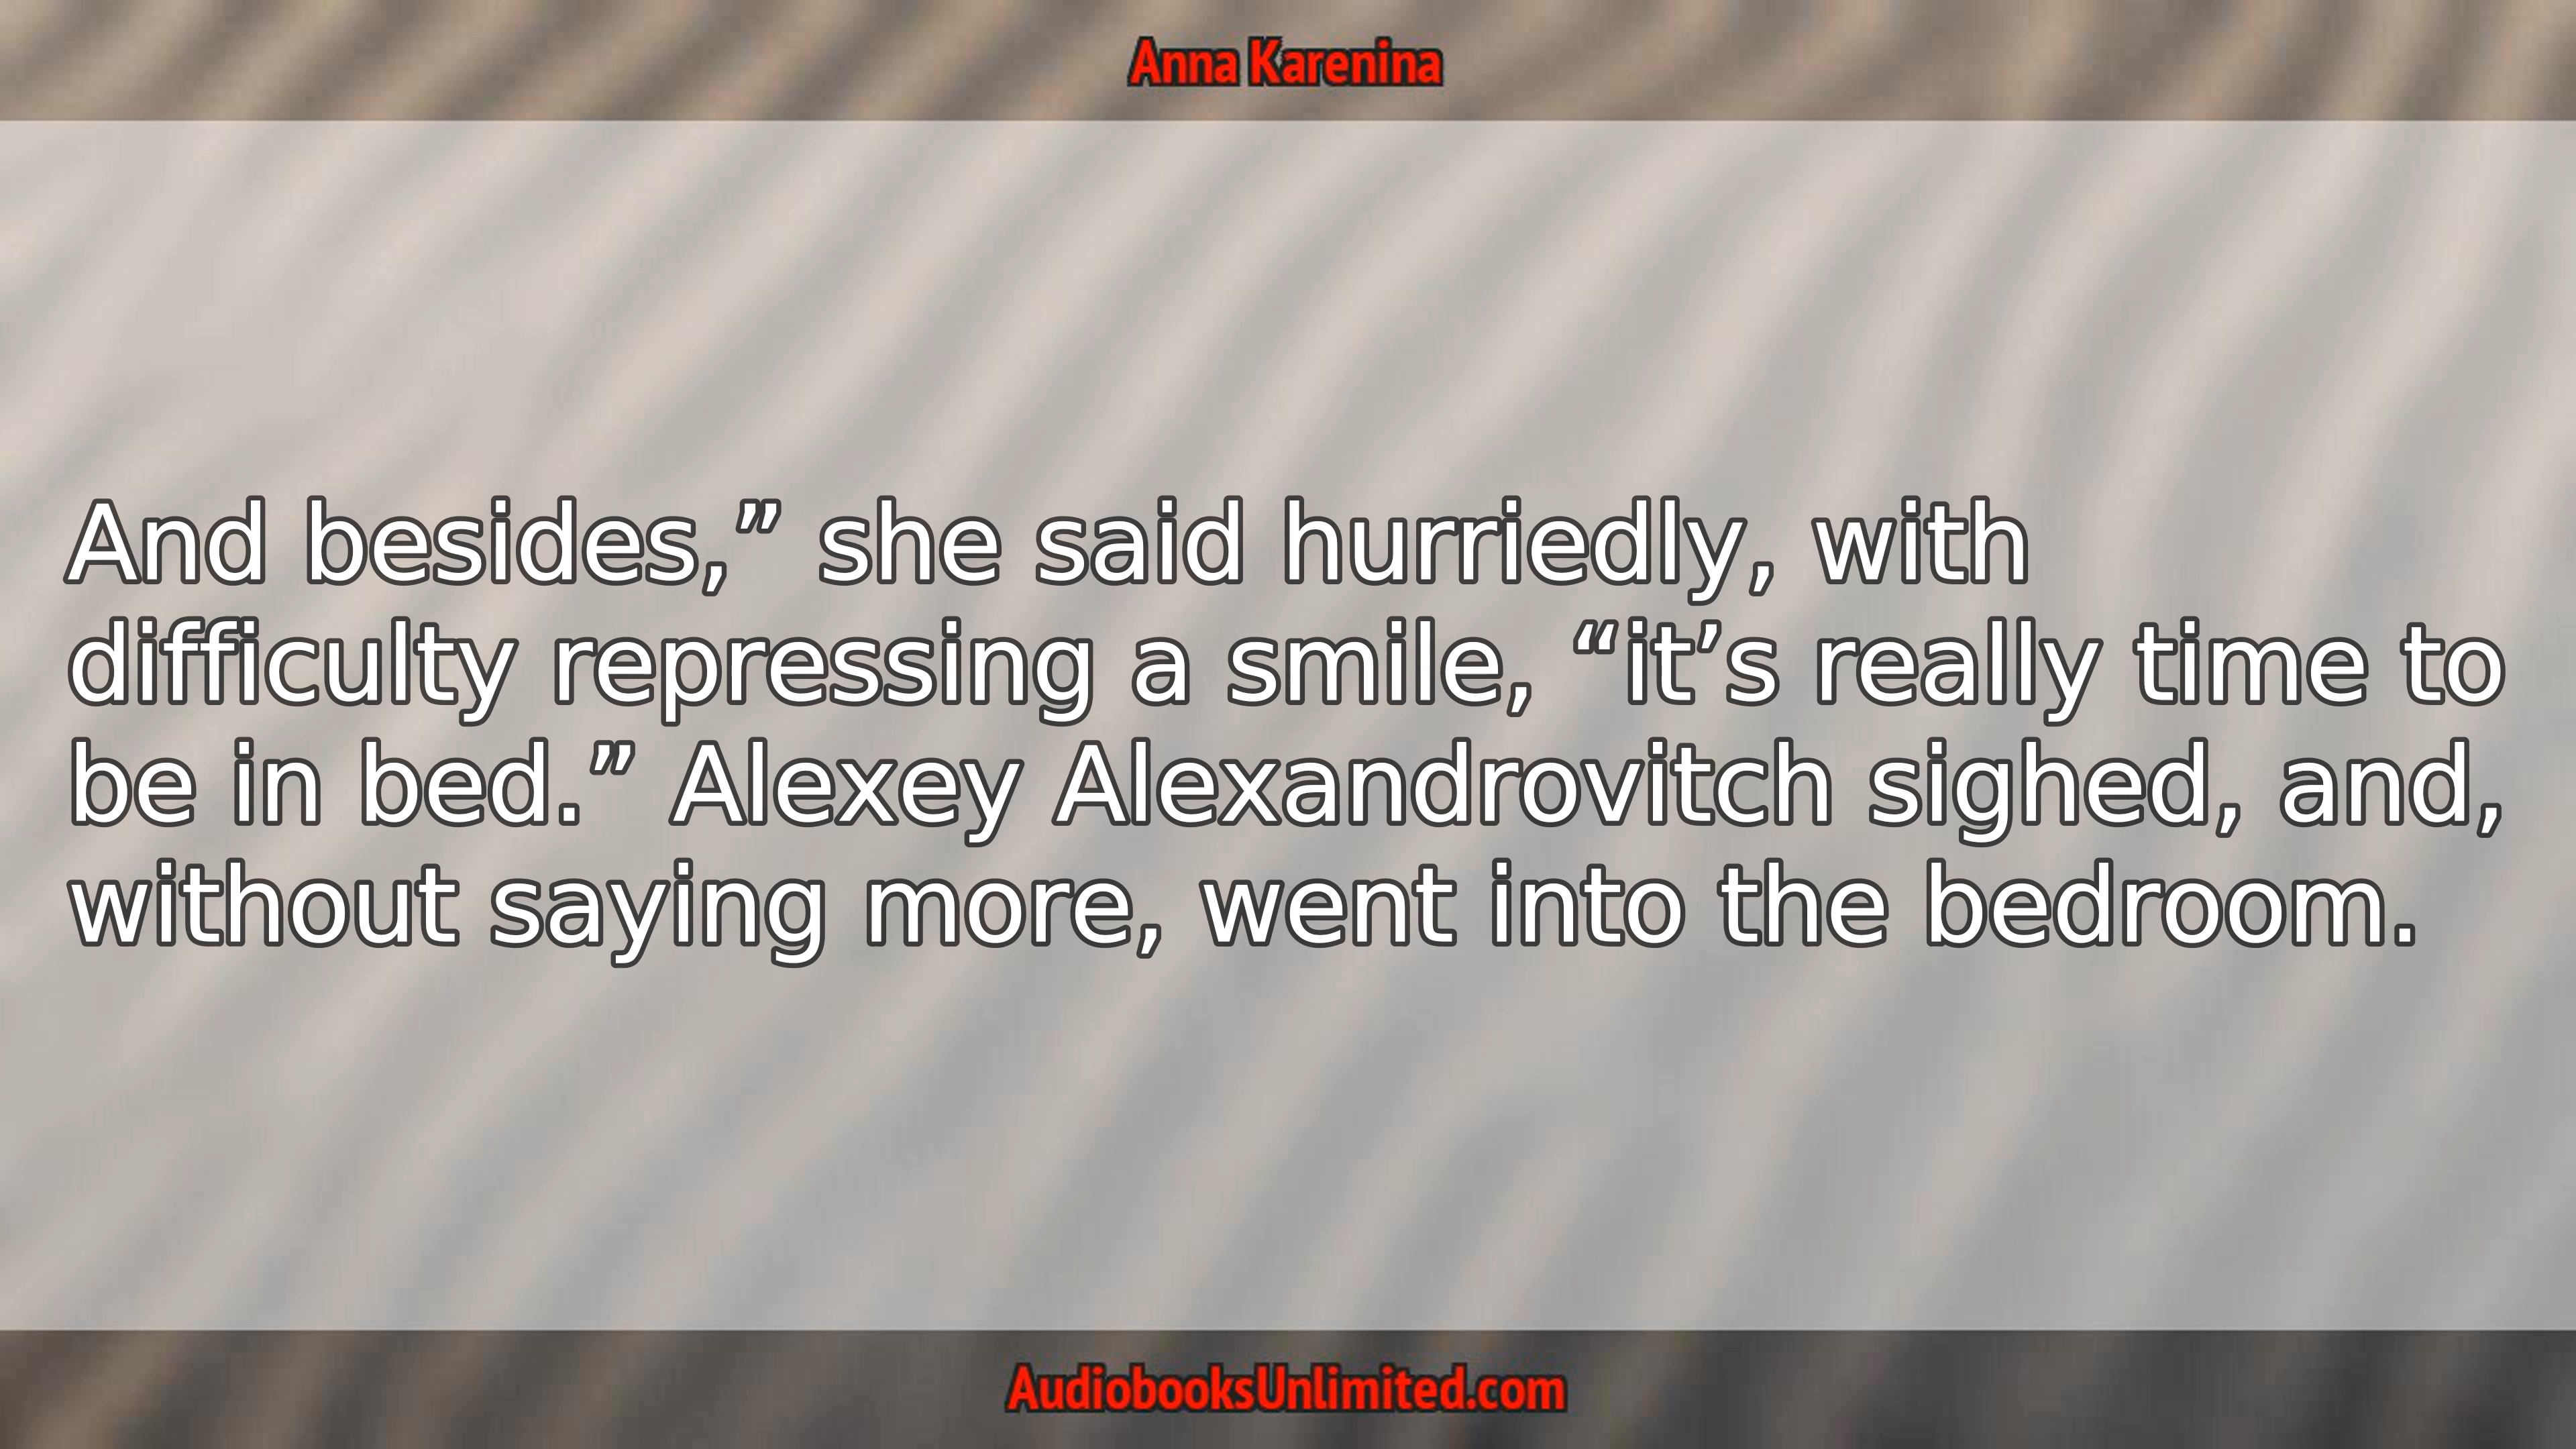 Anna Karenina
And besides,” she said hurriedly, with
difficulty repressing a smile, “it’s really time to
be in bed.” Alexey Alexandrovitch sighed, and,
without saying more, went into the bedroom.
AudiobooksUnlimited.com